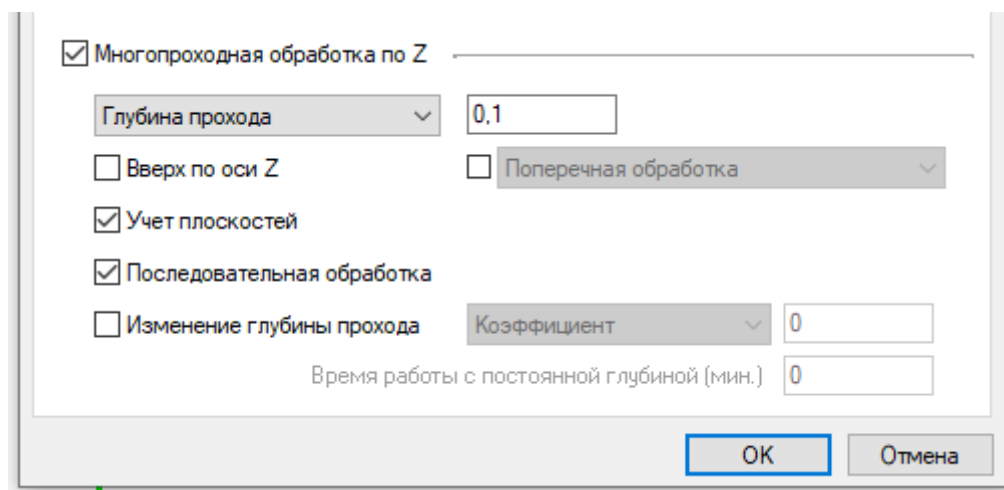 Многопроходная обработка по Z
Глубина прохода 0,1
Вверх по оси Z Поперечная обработка
Учет плоскостей
Последовательная обработка
Изменение глубины прохода Коэффициент 0
Время работы с постоянной глубиной (мин.) 0
OK Отмена